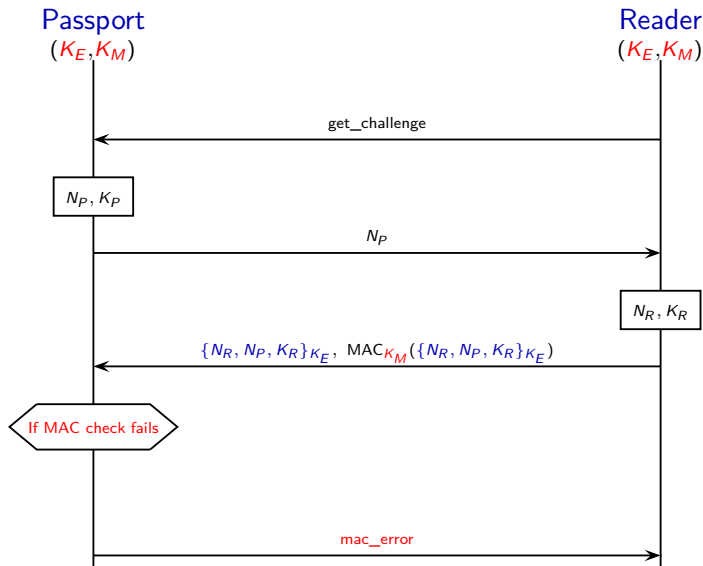 Passport Reader
(K_E,K_M) (K_E,K_M)
get_challenge
N_P, K_P
N_P
N_R, K_R
{N_R, N_P, K_R}_{K_E}, MAC_{K_M}({N_R, N_P, K_R}_{K_E})
If MAC check fails
mac_error